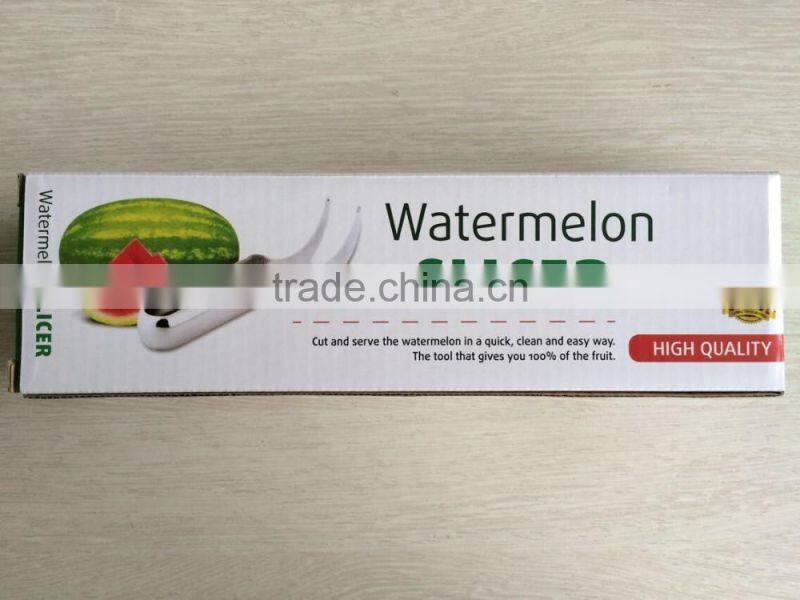 Watermelon
SLICER
trade.china.cn
Cut and serve the watermelon in a quick, clean and easy way.
The tool that gives you 100% of the fruit.
HIGH QUALITY
Watermel
LICER